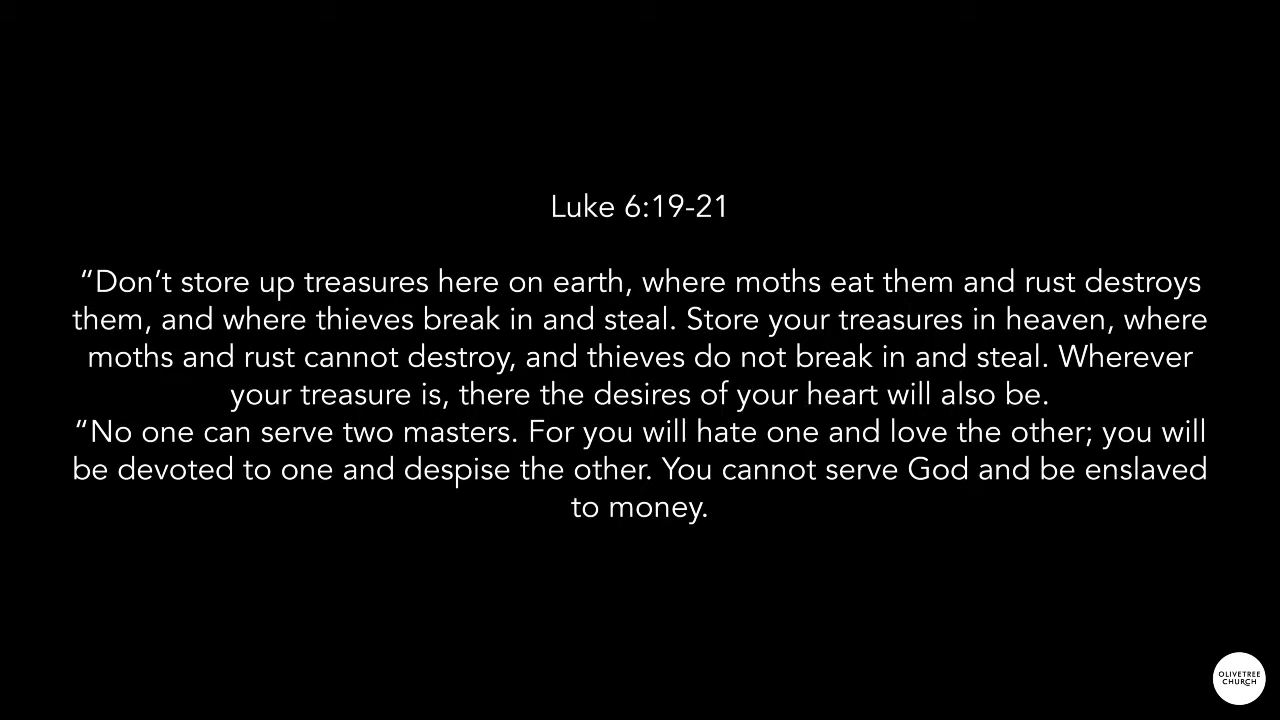 Luke 6:19-21
“Don’t store up treasures here on earth, where moths eat them and rust destroys
them, and where thieves break in and steal. Store your treasures in heaven, where
moths and rust cannot destroy, and thieves do not break in and steal. Wherever
your treasure is, there the desires of your heart will also be.
“No one can serve two masters. For you will hate one and love the other; you will
be devoted to one and despise the other. You cannot serve God and be enslaved
to money.
OLIVETREE
CHURCH